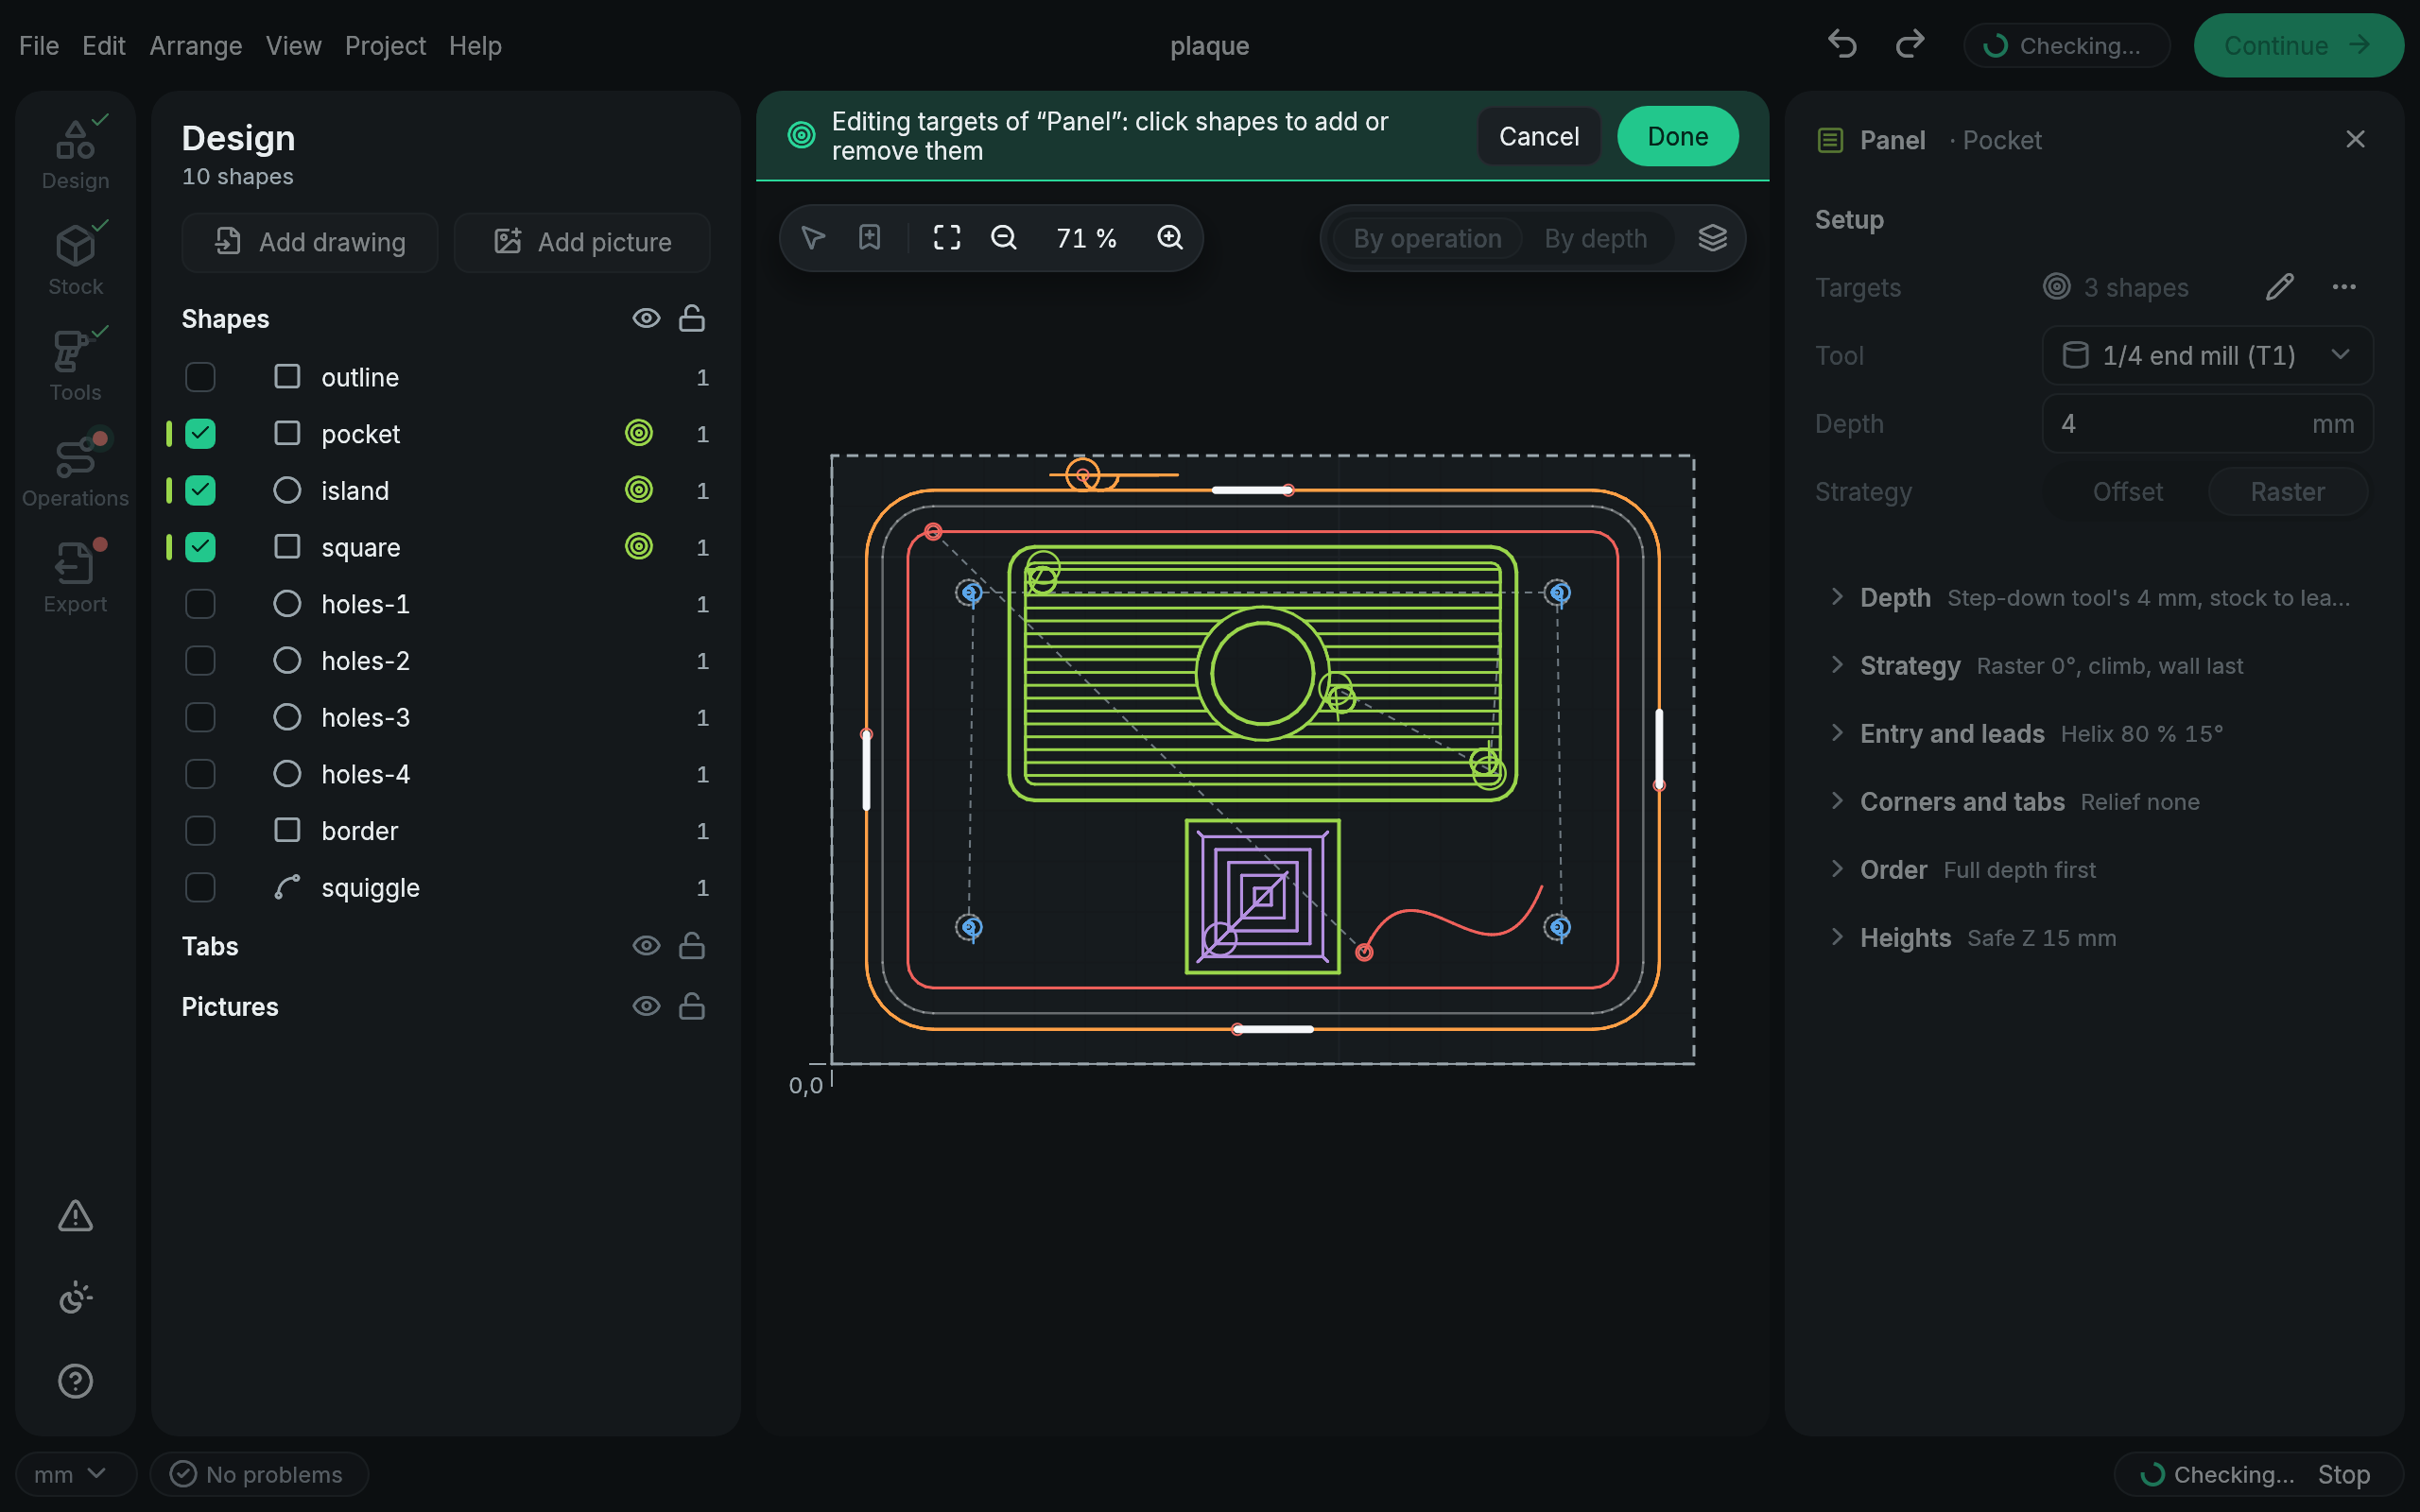 File Edit Arrange View Project Help
plaque
Checking...
Continue
Design
Stock
Tools
Operations
Export
Design
10 shapes
Add drawing
Add picture
Shapes
outline 1
pocket 1
island 1
square 1
holes-1 1
holes-2 1
holes-3 1
holes-4 1
border 1
squiggle 1
Tabs
Pictures
Editing targets of “Panel”: click shapes to add or
remove them
Cancel
Done
71 %
By operation
By depth
0,0
Panel · Pocket
Setup
Targets 3 shapes
Tool 1/4 end mill (T1)
Depth 4 mm
Strategy Offset Raster
Depth Step-down tool's 4 mm, stock to lea...
Strategy Raster 0°, climb, wall last
Entry and leads Helix 80 % 15°
Corners and tabs Relief none
Order Full depth first
Heights Safe Z 15 mm
mm
No problems
Checking... Stop